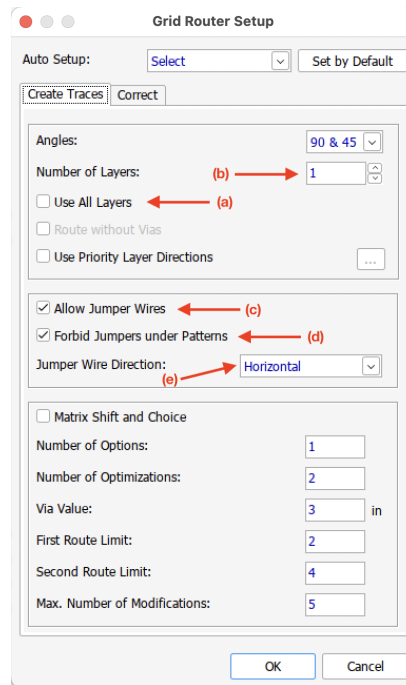 Grid Router Setup
Auto Setup: Select Set by Default
Create Traces Correct
Angles: 90 & 45
Number of Layers: (b) 1
Use All Layers (a)
Route without Vias
Use Priority Layer Directions ...
Allow Jumper Wires (c)
Forbid Jumpers under Patterns (d)
Jumper Wire Direction: Horizontal
(e)
Matrix Shift and Choice
Number of Options: 1
Number of Optimizations: 2
Via Value: 3 in
First Route Limit: 2
Second Route Limit: 4
Max. Number of Modifications: 5
OK Cancel